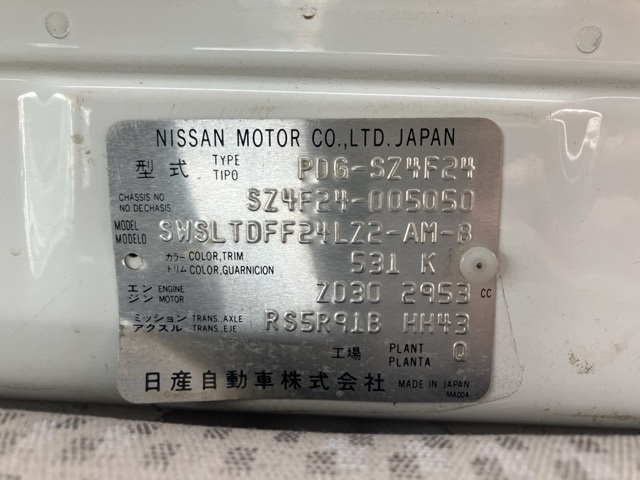 NISSAN MOTOR CO.,LTD. JAPAN
型式 TYPE TIPO PDG-SZ4F24
CHASSIS NO NO DE CHASIS SZ4F24-005050
MODEL MODELO SWSLTDFF24LZ2-AM-B
カラー COLOR,TRIM トリム COLOR,GUARNICION 531 K
エンジン ENGINE MOTOR ZD30 2953 CC
ミッション TRANS.,AXLE アクスル TRANS.,EJE RS5R91B HH43
工場 PLANT PLANTA Q
日産自動車株式会社 MADE IN JAPAN
MA00A